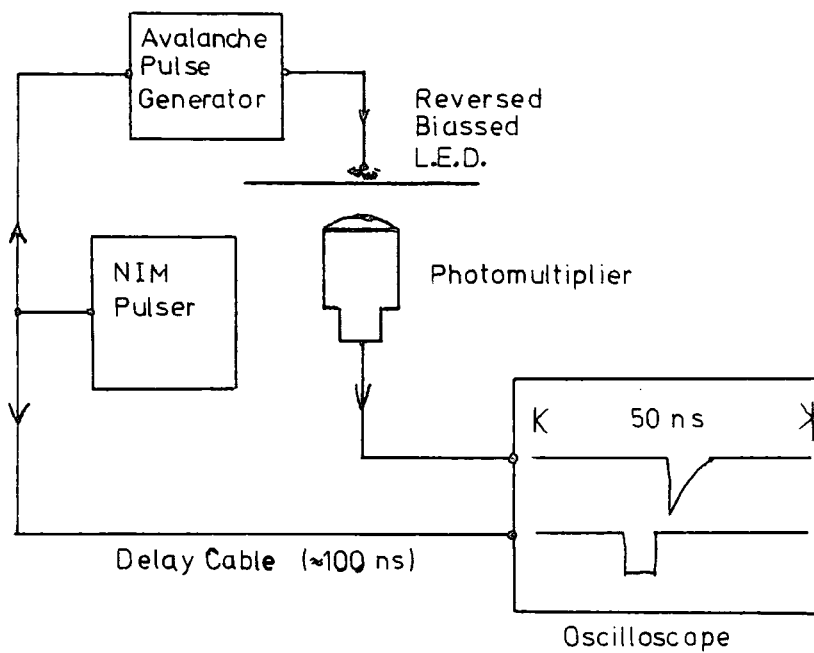 Avalanche
Pulse
Generator
Reversed
Biassed
L.E.D.
NIM
Pulser
Photomultiplier
50 ns
Delay Cable (≈100 ns)
Oscilloscope